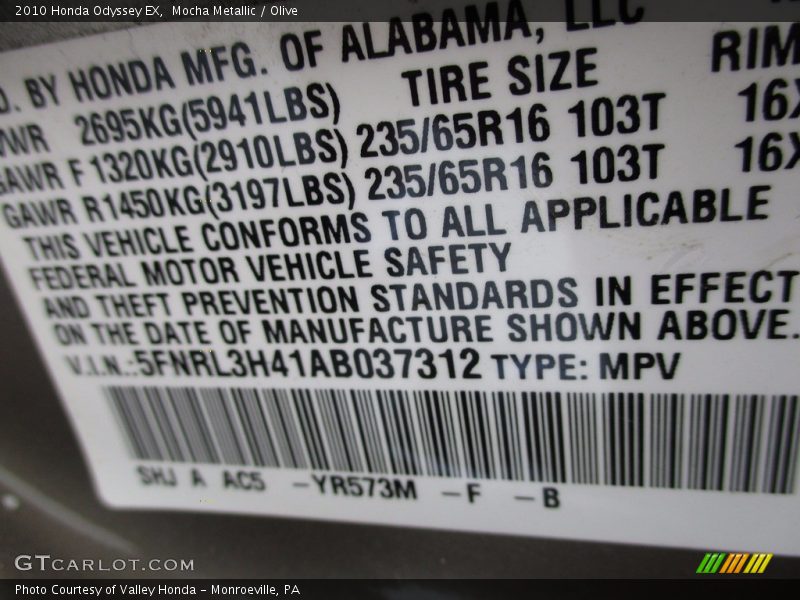 2010 Honda Odyssey EX, Mocha Metallic / Olive
BY HONDA MFG. OF ALABAMA, LLC
2695KG(5941LBS) TIRE SIZE RIM
GAWR F 1320KG(2910LBS) 235/65R16 103T 16X
GAWR R1450KG(3197LBS) 235/65R16 103T 16X
THIS VEHICLE CONFORMS TO ALL APPLICABLE
FEDERAL MOTOR VEHICLE SAFETY
AND THEFT PREVENTION STANDARDS IN EFFECT
ON THE DATE OF MANUFACTURE SHOWN ABOVE.
V.I.N.:5FNRL3H41AB037312 TYPE: MPV
SHJ A AC5 -YR573M -F -B
GTCARLOT.COM
Photo Courtesy of Valley Honda - Monroeville, PA